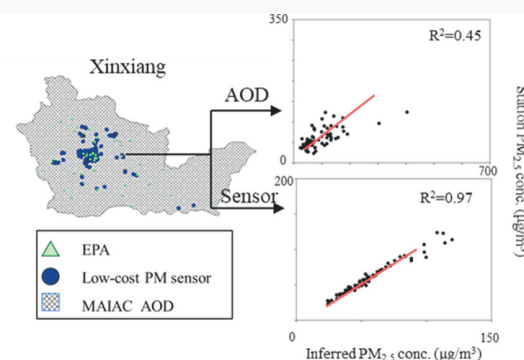 Xinxiang
AOD
Sensor
EPA
Low-cost PM sensor
MAIAC AOD
350
R²=0.45
0
700
200
R²=0.97
0
150
Inferred PM₂.₅ conc. (μg/m³)
Station PM₂.₅ conc. (μg/m³)